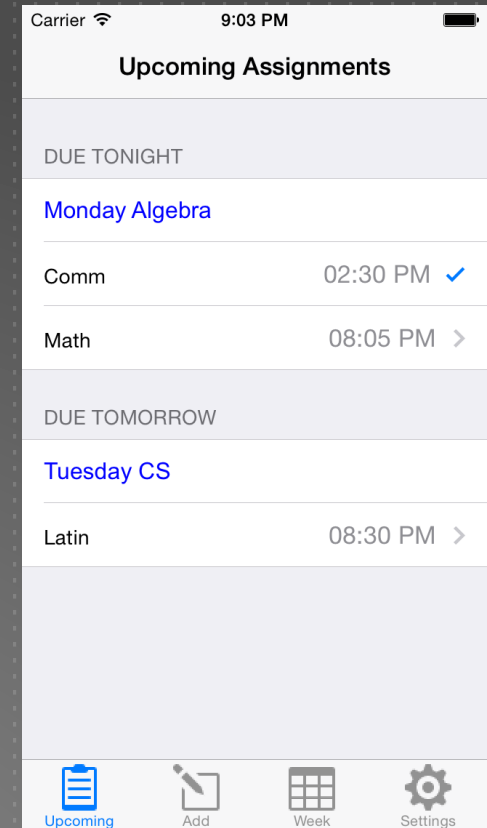 Carrier 9:03 PM
Upcoming Assignments
DUE TONIGHT
Monday Algebra
Comm 02:30 PM
Math 08:05 PM
DUE TOMORROW
Tuesday CS
Latin 08:30 PM
Upcoming Add Week Settings